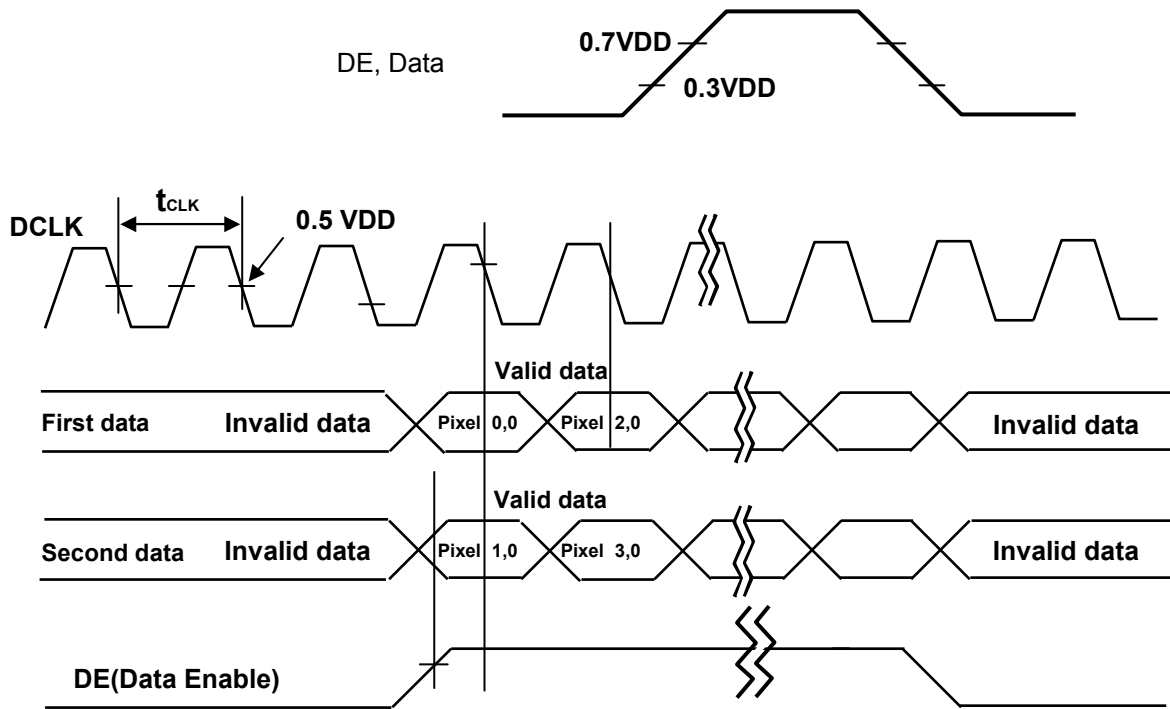 0.7VDD
DE, Data
0.3VDD
tCLK
0.5 VDD
DCLK
Valid data
First data Invalid data Pixel 0,0 Pixel 2,0 Invalid data
Valid data
Second data Invalid data Pixel 1,0 Pixel 3,0 Invalid data
DE(Data Enable)